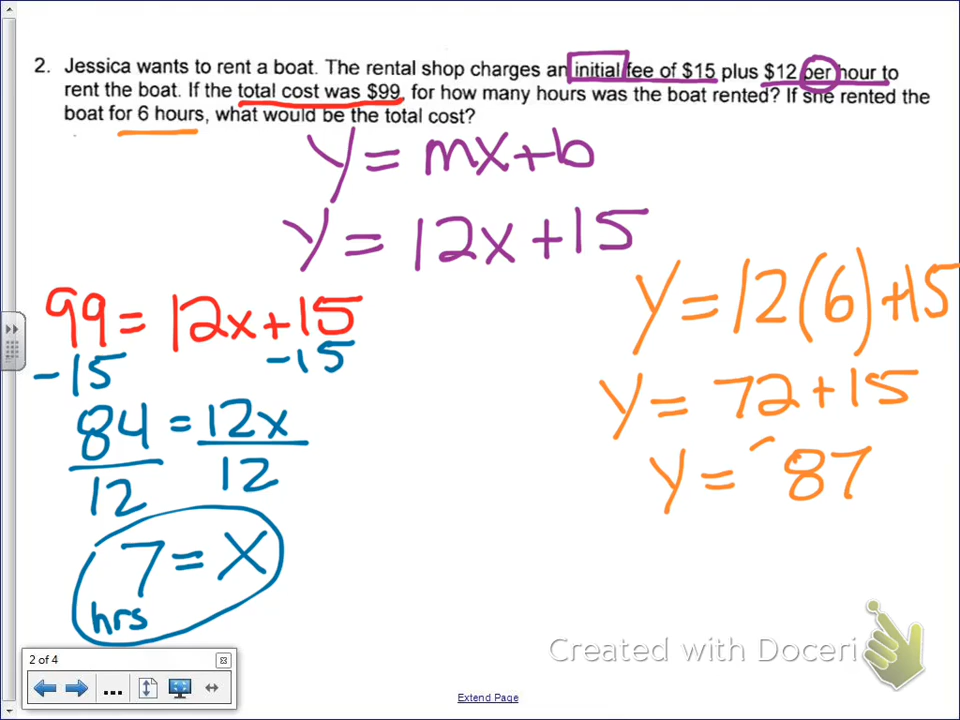 2. Jessica wants to rent a boat. The rental shop charges an initial fee of $15 plus $12 per hour to
rent the boat. If the total cost was $99, for how many hours was the boat rented? If she rented the
boat for 6 hours, what would be the total cost?
y = mx+b
y = 12x+15
99 = 12x+15
-15 -15
84 = 12x
12 12
7 = x
hrs
y = 12(6)+15
y = 72+15
y = 87
Created with Doceri
2 of 4
...
Extend Page